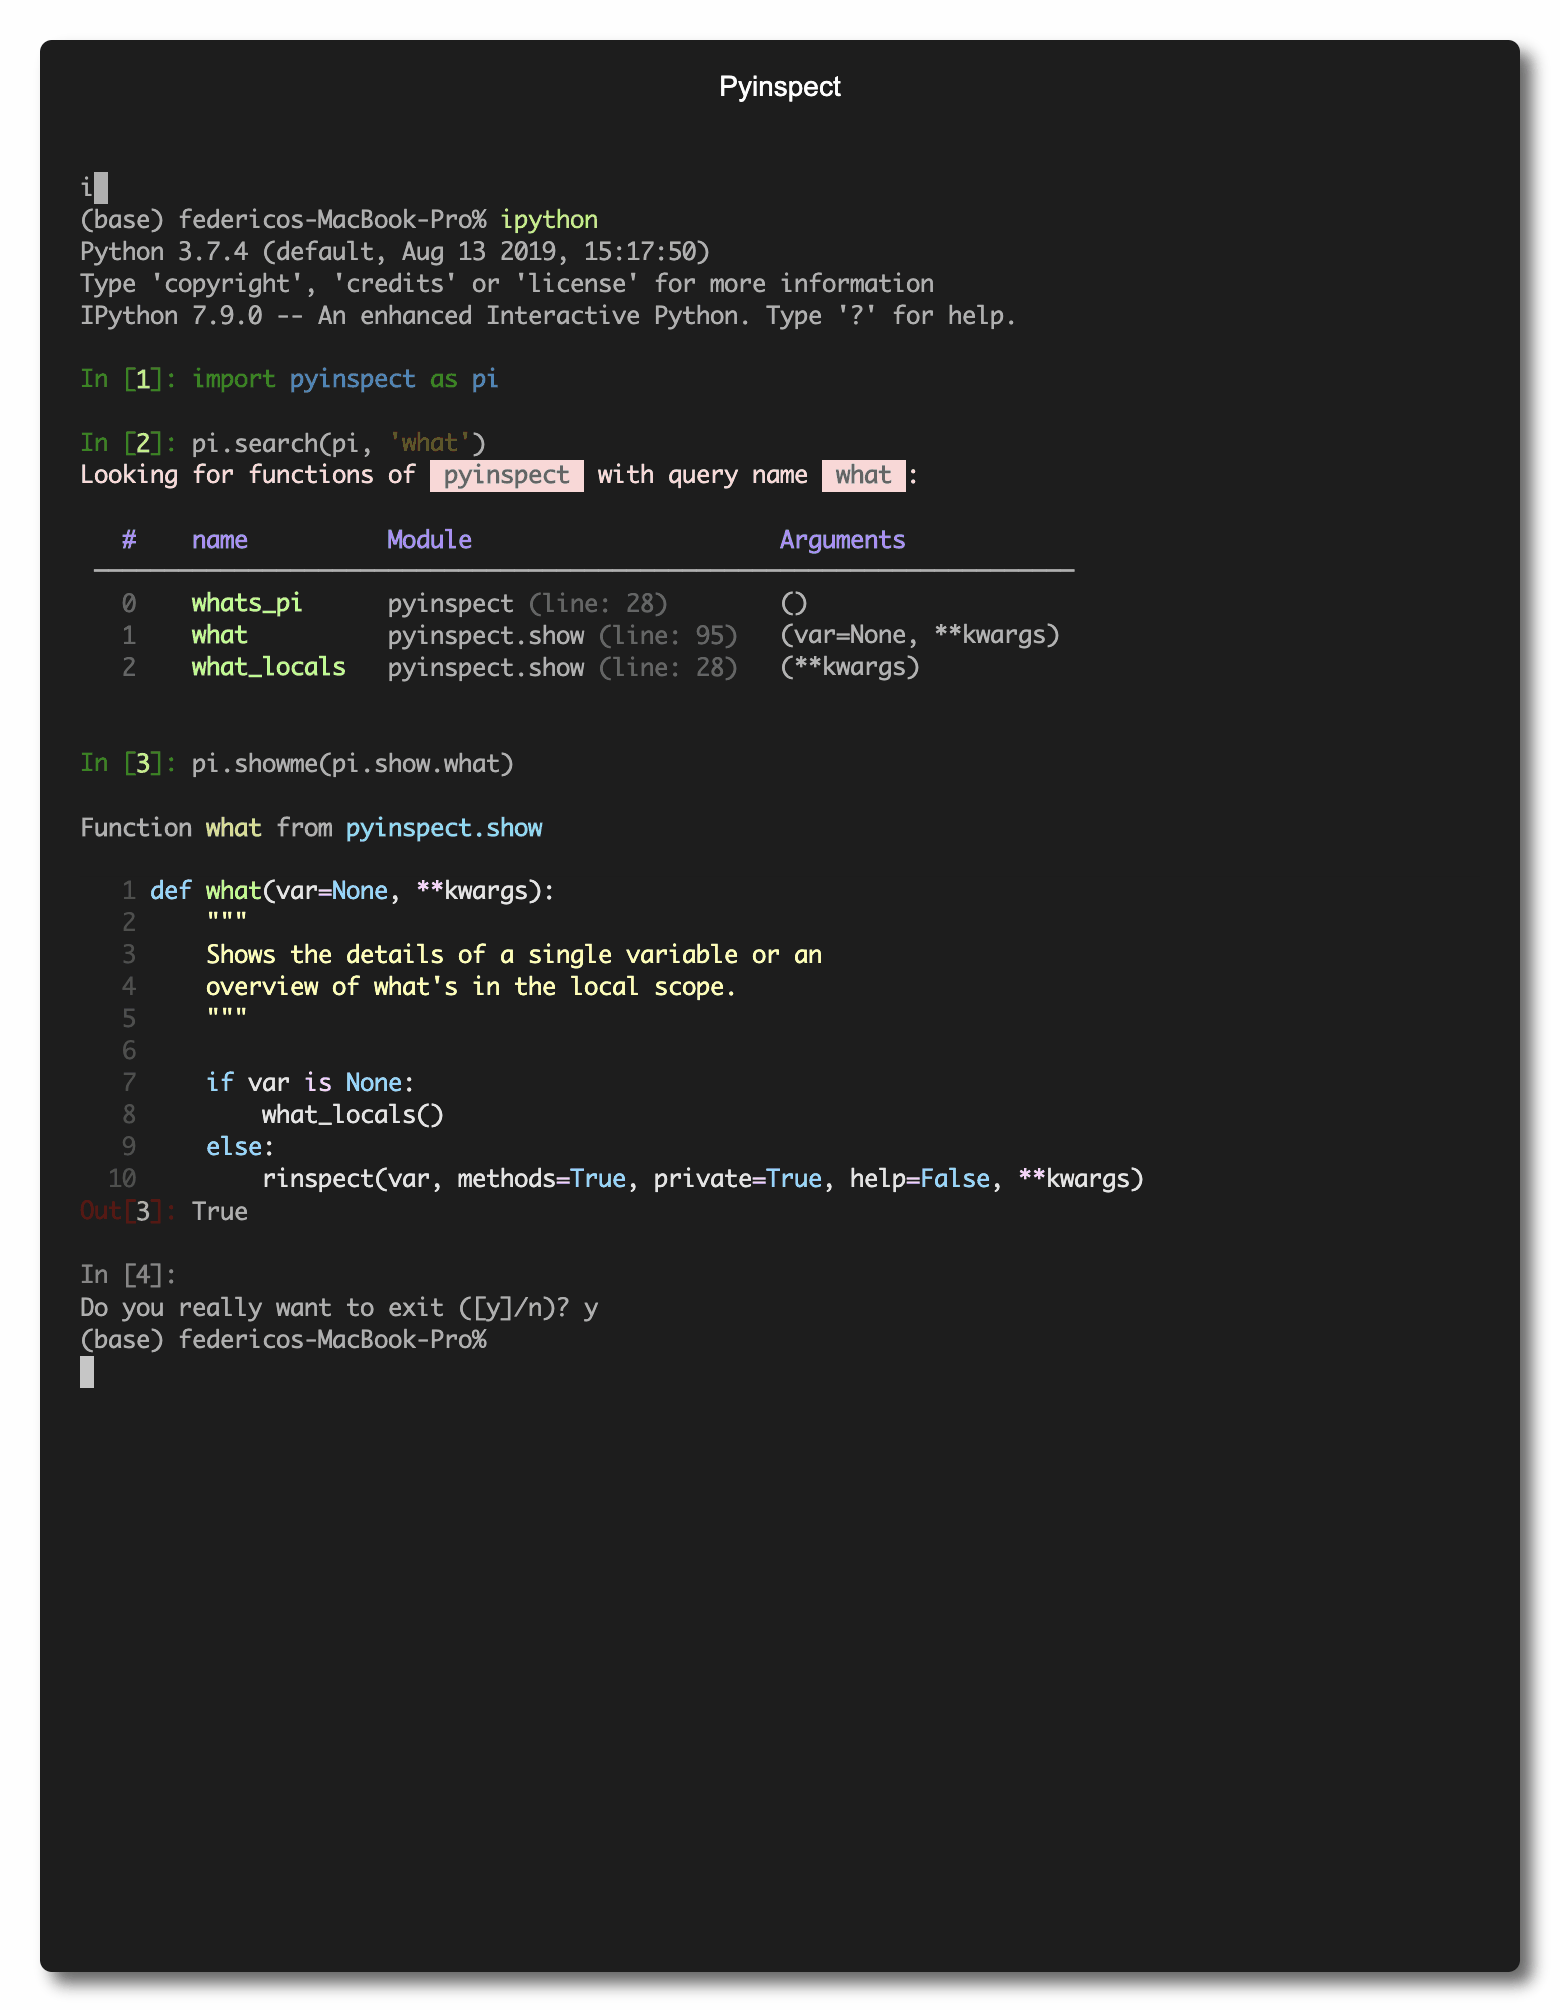 Pyinspect
i
(base) federicos-MacBook-Pro% ipython
Python 3.7.4 (default, Aug 13 2019, 15:17:50)
Type 'copyright', 'credits' or 'license' for more information
IPython 7.9.0 -- An enhanced Interactive Python. Type '?' for help.
In [1]: import pyinspect as pi
In [2]: pi.search(pi, 'what')
Looking for functions of pyinspect with query name what :
# name Module Arguments
0 whats_pi pyinspect (line: 28) ()
1 what pyinspect.show (line: 95) (var=None, **kwargs)
2 what_locals pyinspect.show (line: 28) (**kwargs)
In [3]: pi.showme(pi.show.what)
Function what from pyinspect.show
1 def what(var=None, **kwargs):
2     """
3     Shows the details of a single variable or an
4     overview of what's in the local scope.
5     """
6
7     if var is None:
8         what_locals()
9     else:
10         rinspect(var, methods=True, private=True, help=False, **kwargs)
Out[3]: True
In [4]:
Do you really want to exit ([y]/n)? y
(base) federicos-MacBook-Pro%